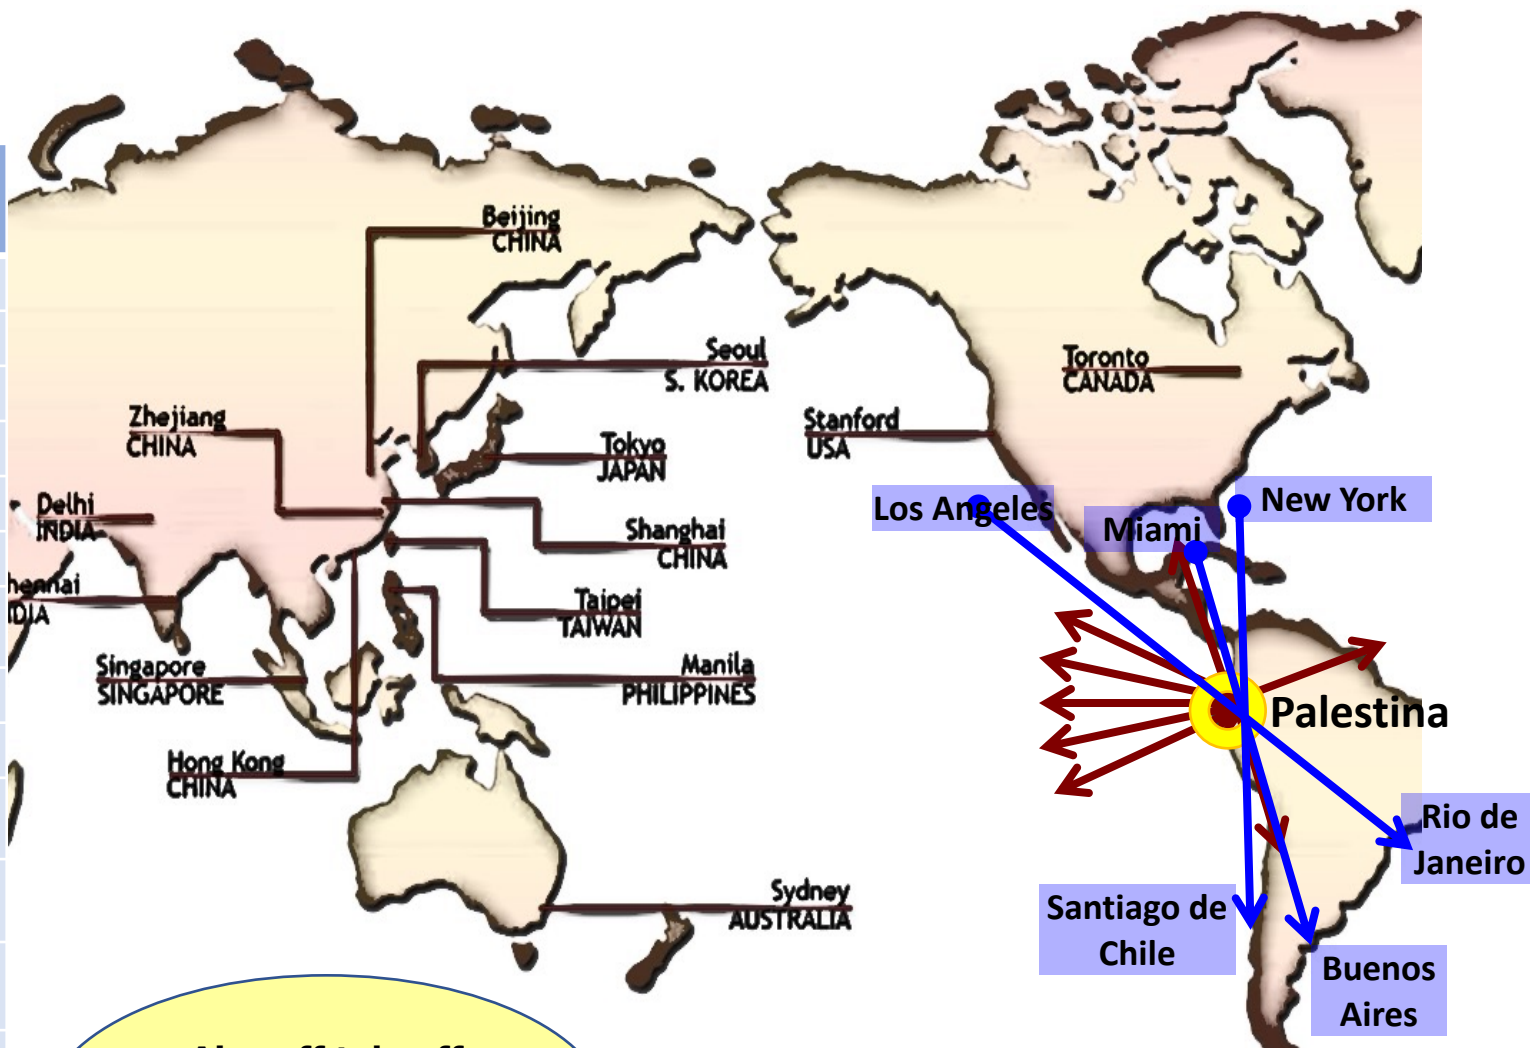 Beijing
CHINA
Seoul
S. KOREA
Toronto
CANADA
Zhejiang
CHINA
Stanford
USA
Tokyo
JAPAN
Delhi
INDIA
Los Angeles
New York
Miami
Shanghai
CHINA
hennai
DIA
Taipei
TAIWAN
Singapore
SINGAPORE
Manila
PHILIPPINES
Palestina
Hong Kong
CHINA
Rio de
Janeiro
Sydney
AUSTRALIA
Santiago de
Chile
Buenos
Aires